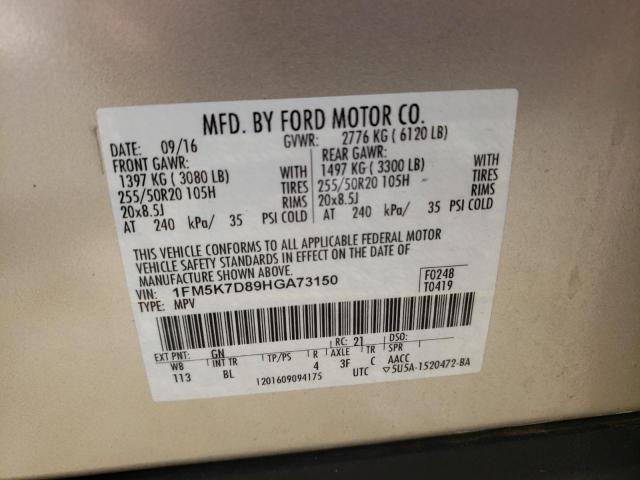 MFD. BY FORD MOTOR CO.
DATE: 09/16 GVWR: 2776 KG ( 6120 LB)
FRONT GAWR: REAR GAWR:
1397 KG ( 3080 LB) WITH 1497 KG ( 3300 LB) WITH
255/50R20 105H TIRES 255/50R20 105H TIRES
20x8.5J RIMS 20x8.5J RIMS
AT 240 kPa/ 35 PSI COLD AT 240 kPa/ 35 PSI COLD
THIS VEHICLE CONFORMS TO ALL APPLICABLE FEDERAL MOTOR
VEHICLE SAFETY STANDARDS IN EFFECT ON THE DATE OF
MANUFACTURE SHOWN ABOVE.
VIN: 1FM5K7D89HGA73150 F0248
TYPE: MPV T0419
EXT PNT: GN RC: 21 DSO:
WB INT TR TP/PS R AXLE TR SPR
113 BL 4 3F C AACC
1201609094175 UTC ▽5U5A-1520472-BA